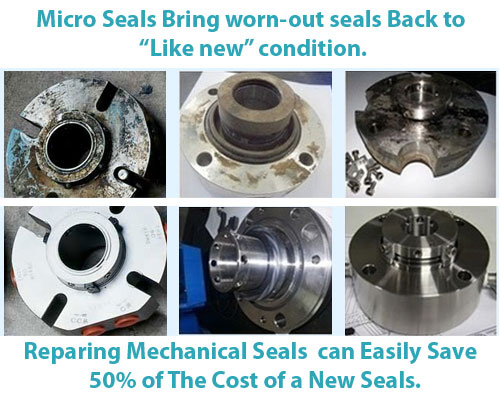 Micro Seals Bring worn-out seals Back to
“Like new” condition.
Reparing Mechanical Seals can Easily Save
50% of The Cost of a New Seals.